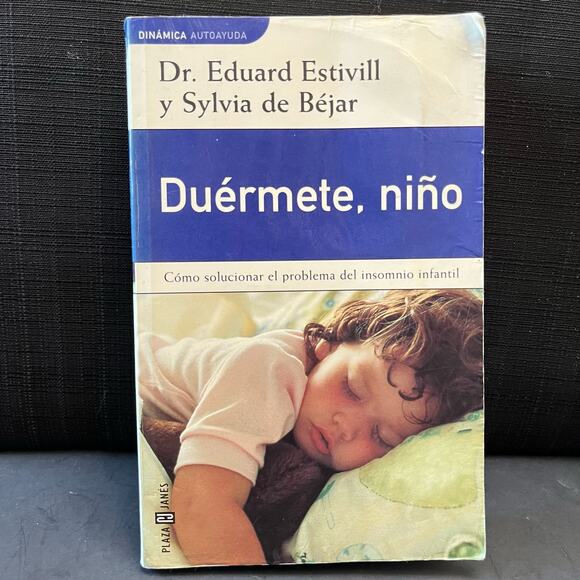 DINÁMICA AUTOAYUDA
Dr. Eduard Estivill
y Sylvia de Béjar
Duérmete, niño
Cómo solucionar el problema del insomnio infantil
PLAZA JANÉS